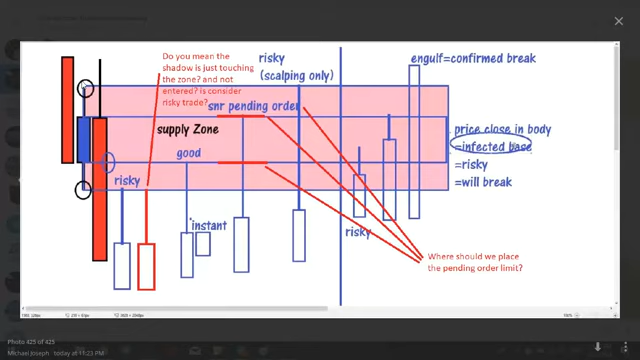 Do you mean the
shadow is just touching
the zone? and not
entered? is consider
risky trade?
risky
(scalping only)
engulf=confirmed break
snr pending order
supply Zone
price close in body
=infected base
=risky
=will break
good
risky
instant
risky
Where should we place
the pending order limit?
Photo 425 of 425
Michael Joseph today at 11:23 PM